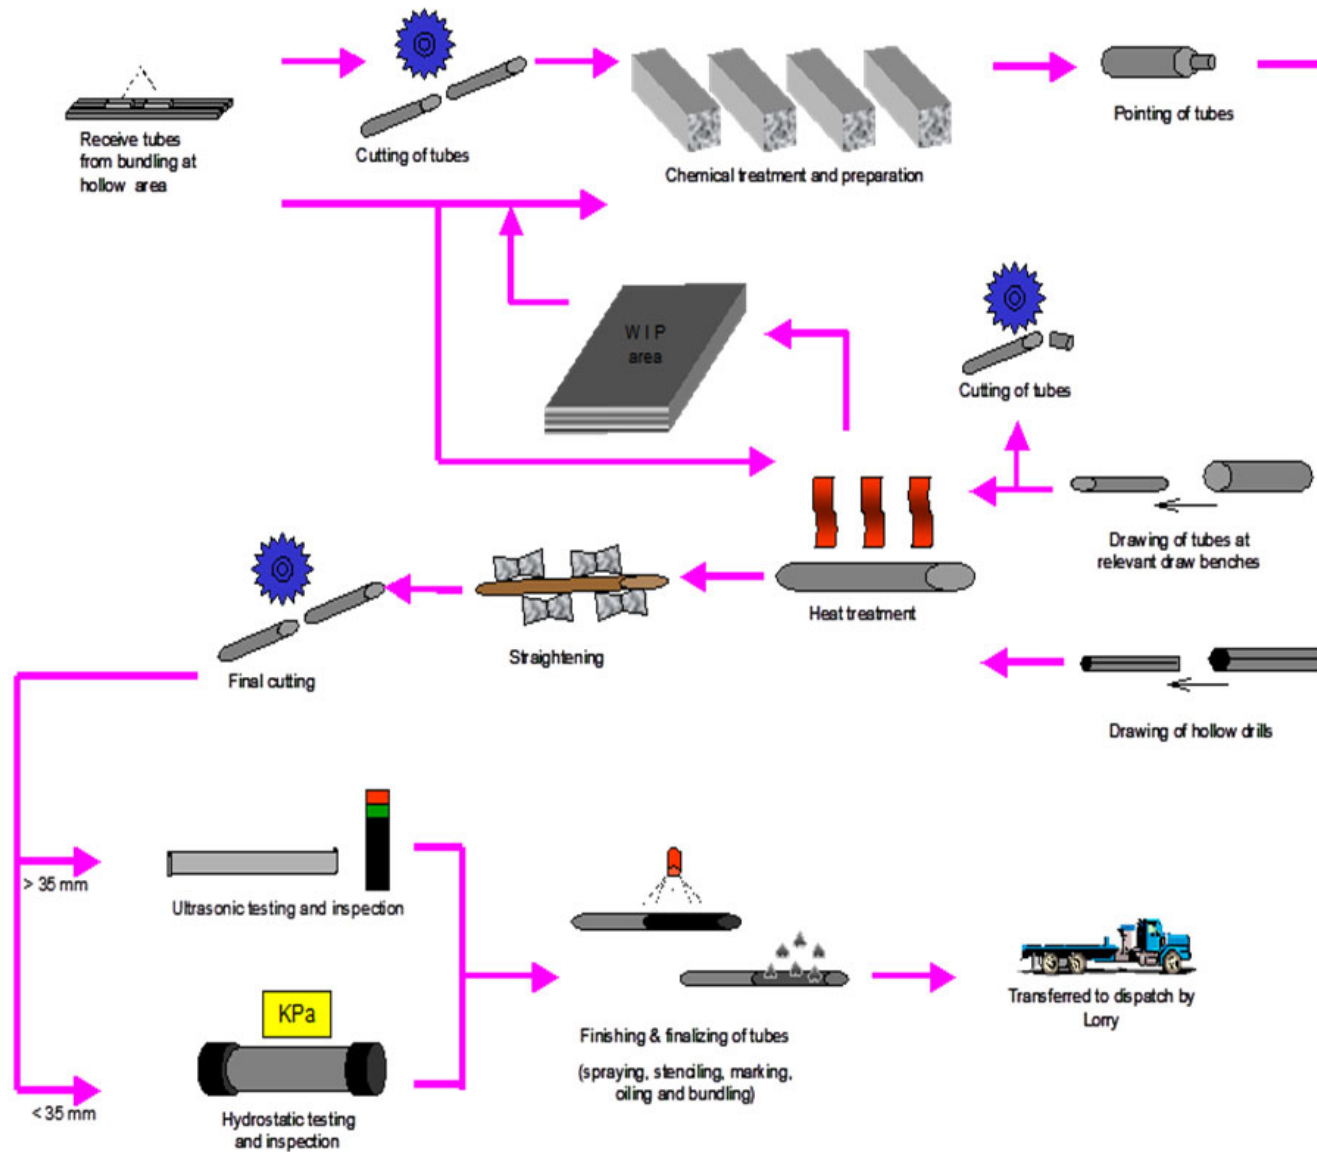 Receive tubes
from bundling at
hollow area
Cutting of tubes
Chemical treatment and preparation
Pointing of tubes
W I P
area
Cutting of tubes
Drawing of tubes at
relevant draw benches
Heat treatment
Straightening
Final cutting
Drawing of hollow drills
> 35 mm
Ultrasonic testing and inspection
KPa
< 35 mm
Hydrostatic testing
and inspection
Finishing & finalizing of tubes
(spraying, stenciling, marking,
oiling and bundling)
Transferred to dispatch by
Lorry